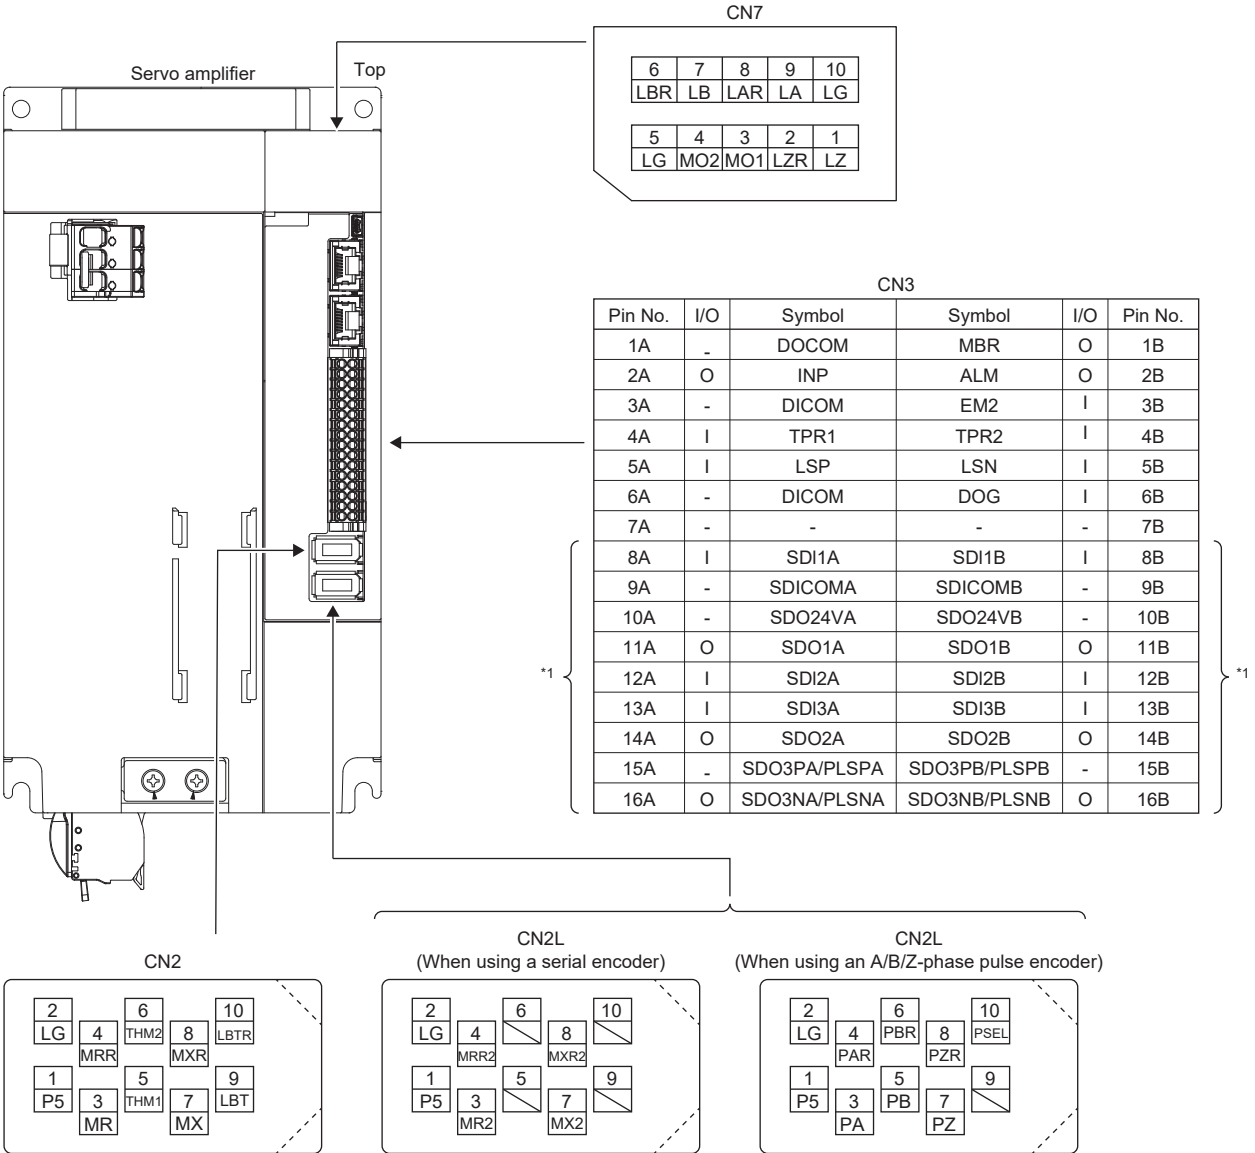 CN7
Servo amplifier Top
6 7 8 9 10
LBR LB LAR LA LG
5 4 3 2 1
LG MO2 MO1 LZR LZ
CN3
Pin No. I/O Symbol Symbol I/O Pin No.
1A - DOCOM MBR O 1B
2A O INP ALM O 2B
3A - DICOM EM2 I 3B
4A I TPR1 TPR2 I 4B
5A I LSP LSN I 5B
6A - DICOM DOG I 6B
7A - - - - 7B
8A I SDI1A SDI1B I 8B
9A - SDICOMA SDICOMB - 9B
10A - SDO24VA SDO24VB - 10B
11A O SDO1A SDO1B O 11B
*1 12A I SDI2A SDI2B I 12B *1
13A I SDI3A SDI3B I 13B
14A O SDO2A SDO2B O 14B
15A - SDO3PA/PLSPA SDO3PB/PLSPB - 15B
16A O SDO3NA/PLSNA SDO3NB/PLSNB O 16B
CN2
2 6 10
LG 4 THM2 8 LBTR
MRR MXR
1 5 9
P5 3 THM1 7 LBT
MR MX
CN2L
(When using a serial encoder)
2 6 10
LG 4 8
MRR2 MXR2
1 5 9
P5 3 7
MR2 MX2
CN2L
(When using an A/B/Z-phase pulse encoder)
2 6 10
LG 4 PBR 8 PSEL
PAR PZR
1 5 9
P5 3 PB 7
PA PZ